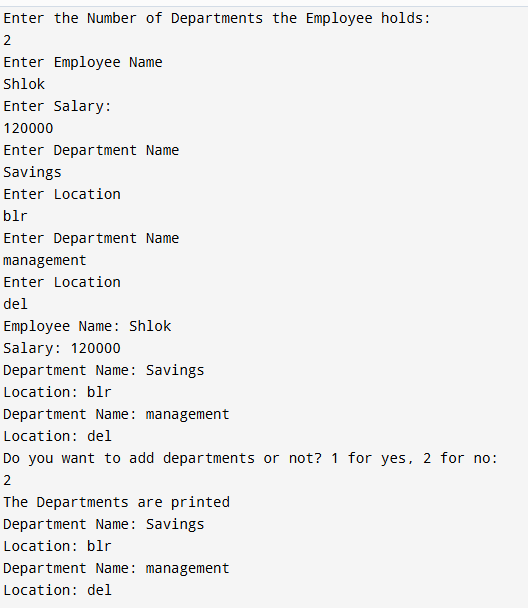 Enter the Number of Departments the Employee holds:
2
Enter Employee Name
Shlok
Enter Salary:
120000
Enter Department Name
Savings
Enter Location
blr
Enter Department Name
management
Enter Location
del
Employee Name: Shlok
Salary: 120000
Department Name: Savings
Location: blr
Department Name: management
Location: del
Do you want to add departments or not? 1 for yes, 2 for no:
2
The Departments are printed
Department Name: Savings
Location: blr
Department Name: management
Location: del